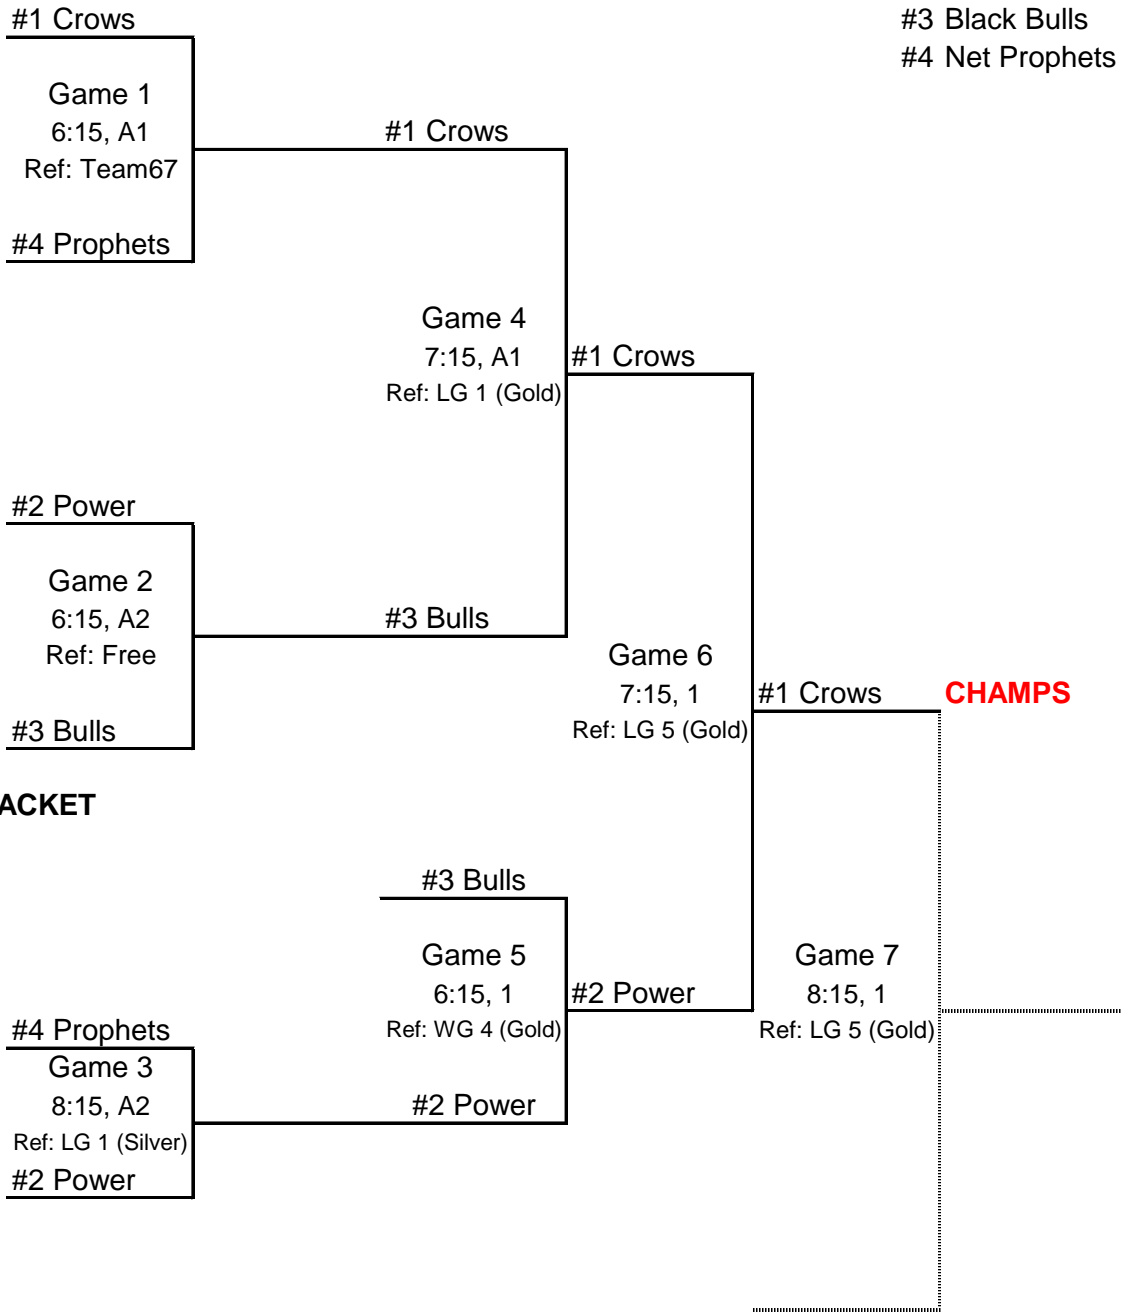 #1 Crows
#3 Black Bulls
#4 Net Prophets
Game 1
6:15, A1
Ref: Team67
#1 Crows
#4 Prophets
Game 4
7:15, A1
Ref: LG 1 (Gold)
#1 Crows
#2 Power
Game 2
6:15, A2
Ref: Free
#3 Bulls
#3 Bulls
Game 6
7:15, 1
Ref: LG 5 (Gold)
#1 Crows
CHAMPS
ACKET
#3 Bulls
Game 5
6:15, 1
Ref: WG 4 (Gold)
#2 Power
Game 7
8:15, 1
Ref: LG 5 (Gold)
#4 Prophets
Game 3
8:15, A2
Ref: LG 1 (Silver)
#2 Power
#2 Power